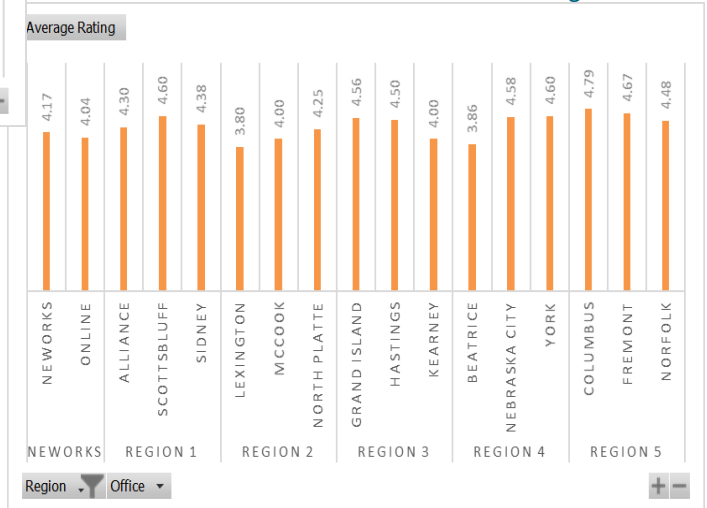 Average Rating
4.17 4.04 4.30 4.60 4.38 3.80 4.00 4.25 4.56 4.50 4.00 3.86 4.58 4.60 4.79 4.67 4.48
NEWORKS ONLINE ALLIANCE SCOTTSBLUFF SIDNEY LEXINGTON MCCOOK NORTH PLATTE GRAND ISLAND HASTINGS KEARNEY BEATRICE NEBRASKA CITY YORK COLUMBUS FREMONT NORFOLK
NEWORKS REGION 1 REGION 2 REGION 3 REGION 4 REGION 5
Region Office